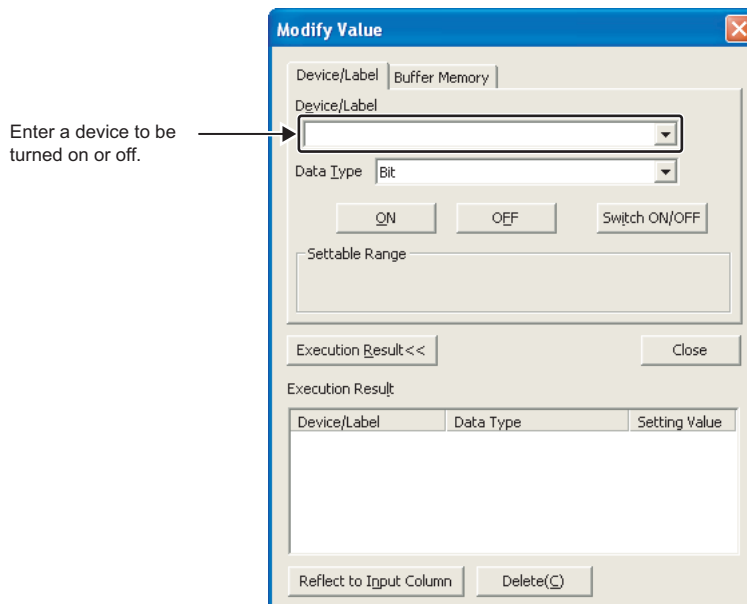 Modify Value
Device/Label
Buffer Memory
Device/Label
Enter a device to be
turned on or off.
Data Type
Bit
ON
OFF
Switch ON/OFF
Settable Range
Execution Result<<
Close
Execution Result
Device/Label
Data Type
Setting Value
Reflect to Input Column
Delete(C)